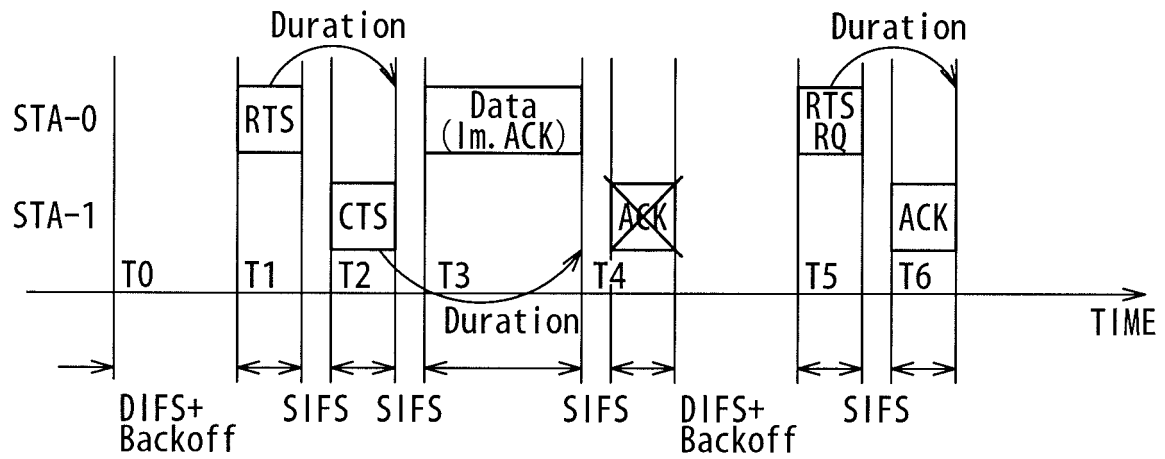 Duration
Duration
STA-0
RTS
Data
(Im. ACK)
RTS
RQ
STA-1
CTS
ACK
ACK
T0
T1
T2
T3
T4
T5
T6
Duration
TIME
DIFS+
Backoff
SIFS
SIFS
SIFS
DIFS+
Backoff
SIFS